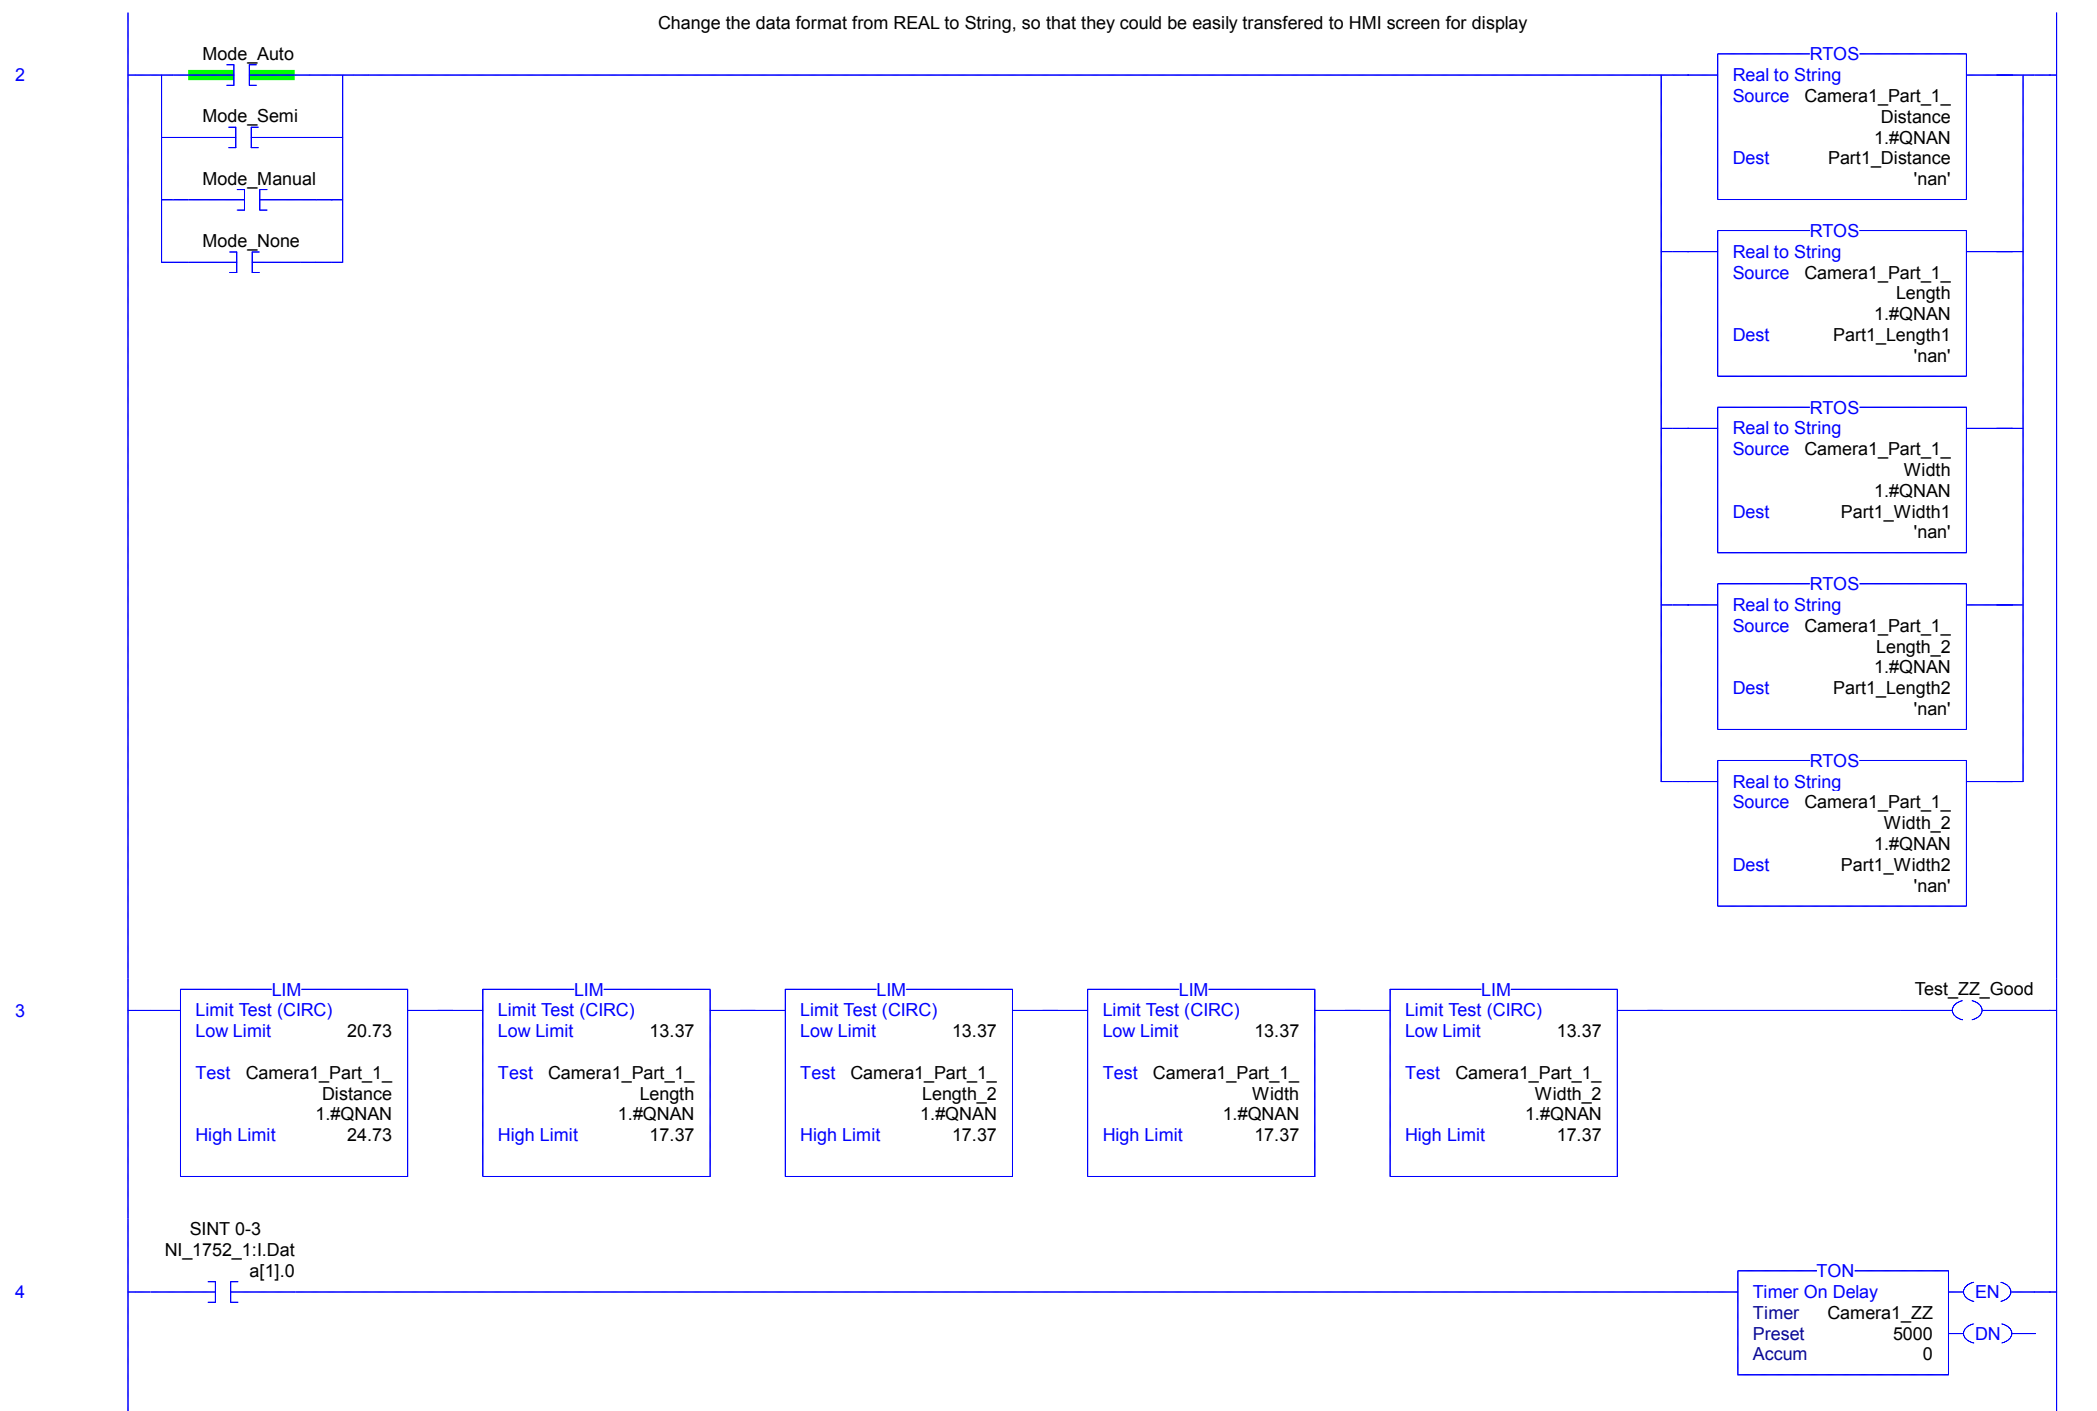 Change the data format from REAL to String, so that they could be easily transfered to HMI screen for display
2
Mode_Auto
Mode_Semi
Mode_Manual
Mode_None
RTOS
Real to String
Source Camera1_Part_1_
Distance
1.#QNAN
Dest Part1_Distance
'nan'
RTOS
Real to String
Source Camera1_Part_1_
Length
1.#QNAN
Dest Part1_Length1
'nan'
RTOS
Real to String
Source Camera1_Part_1_
Width
1.#QNAN
Dest Part1_Width1
'nan'
RTOS
Real to String
Source Camera1_Part_1_
Length_2
1.#QNAN
Dest Part1_Length2
'nan'
RTOS
Real to String
Source Camera1_Part_1_
Width_2
1.#QNAN
Dest Part1_Width2
'nan'
3
LIM
Limit Test (CIRC)
Low Limit 20.73
Test Camera1_Part_1_
Distance
1.#QNAN
High Limit 24.73
LIM
Limit Test (CIRC)
Low Limit 13.37
Test Camera1_Part_1_
Length
1.#QNAN
High Limit 17.37
LIM
Limit Test (CIRC)
Low Limit 13.37
Test Camera1_Part_1_
Length_2
1.#QNAN
High Limit 17.37
LIM
Limit Test (CIRC)
Low Limit 13.37
Test Camera1_Part_1_
Width
1.#QNAN
High Limit 17.37
LIM
Limit Test (CIRC)
Low Limit 13.37
Test Camera1_Part_1_
Width_2
1.#QNAN
High Limit 17.37
Test_ZZ_Good
4
SINT 0-3
NI_1752_1:I.Dat
a[1].0
TON
Timer On Delay
Timer Camera1_ZZ
Preset 5000
Accum 0
EN
DN